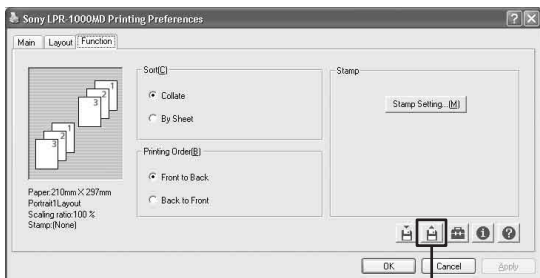 Sony LPR-1000MD Printing Preferences
Main Layout Function
Sort(C)
Collate
By Sheet
Printing Order(B)
Front to Back
Back to Front
Stamp
Stamp Setting...(M)
1
2
3
1
2
3
Paper:210mm X 297mm
Portrait1Layout
Scaling ratio:100 %
Stamp:(None)
OK Cancel Apply